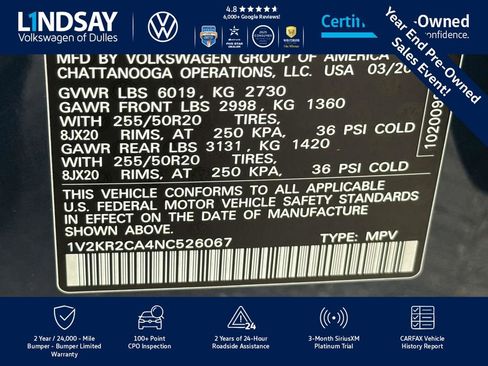 LINDSAY
Volkswagen of Dulles
4.8 ★★★★★
6,000+ Google Reviews!
Year End Pre-Owned
Sales Event!
MFD BY VOLKSWAGEN GROUP OF AMERICA
CHATTANOOGA OPERATIONS, LLC. USA 03/20
GVWR LBS 6019, KG 2730
GAWR FRONT LBS 2998, KG 1360
WITH 255/50R20 TIRES,
8JX20 RIMS, AT 250 KPA, 36 PSI COLD
GAWR REAR LBS 3131, KG 1420
WITH 255/50R20 TIRES,
8JX20 RIMS, AT 250 KPA, 36 PSI COLD
THIS VEHICLE CONFORMS TO ALL APPLICABLE
U.S. FEDERAL MOTOR VEHICLE SAFETY STANDARDS
IN EFFECT ON THE DATE OF MANUFACTURE
SHOWN ABOVE.
1V2KR2CA4NC526067 TYPE: MPV
2 Year / 24,000 - Mile
Bumper - Bumper Limited
Warranty
100+ Point
CPO Inspection
24
2 Years of 24-Hour
Roadside Assistance
3-Month SiriusXM
Platinum Trial
CARFAX Vehicle
History Report